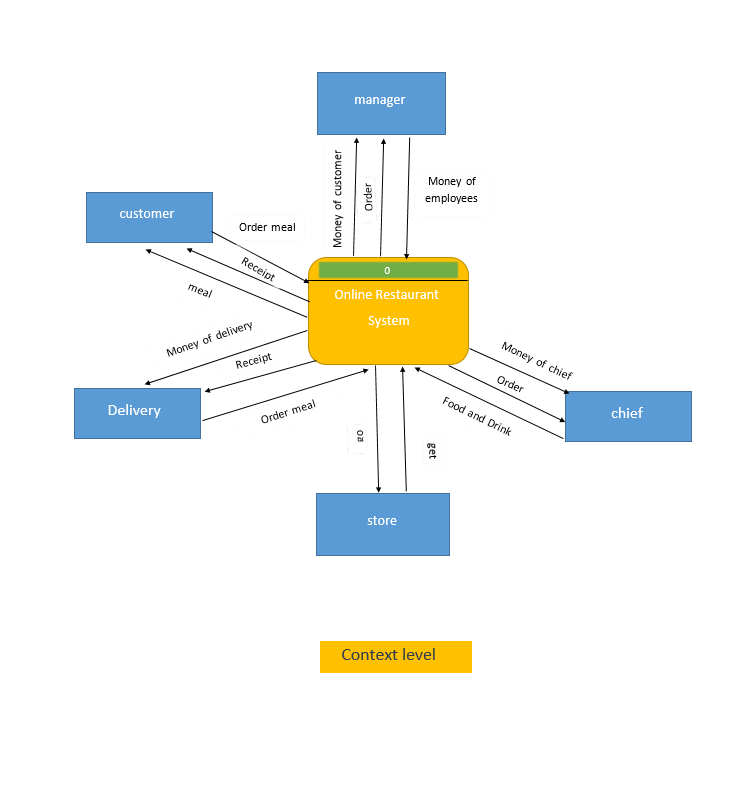 manager
Money of customer
Order
Money of
employees
customer
Order meal
Receipt
meal
0
Online Restaurant
System
Money of delivery
Receipt
Order meal
Delivery
Money of chief
Order
Food and Drink
chief
go
get
store
Context level